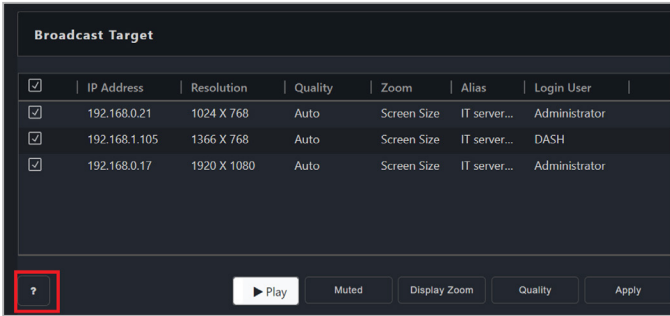 Broadcast Target
IP Address Resolution Quality Zoom Alias Login User
192.168.0.21 1024 X 768 Auto Screen Size IT server... Administrator
192.168.1.105 1366 X 768 Auto Screen Size IT server... DASH
192.168.0.17 1920 X 1080 Auto Screen Size IT server... Administrator
? Play Muted Display Zoom Quality Apply